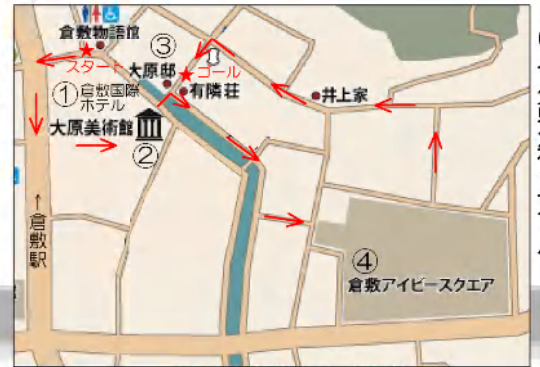 倉敷物語館
スタート
③
大原邸
ゴール
有隣荘
井上家
①
倉敷国際
ホテル
大原美術館
②
↑倉敷駅
④
倉敷アイビースクエア